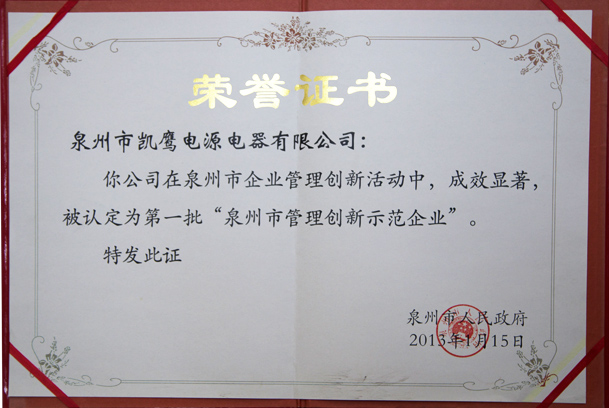 荣誉证书
泉州市凯鹰电源电器有限公司：
你公司在泉州市企业管理创新活动中，成效显著，
被认定为第一批“泉州市管理创新示范企业”。
特发此证
泉州市人民政府
2013年1月15日